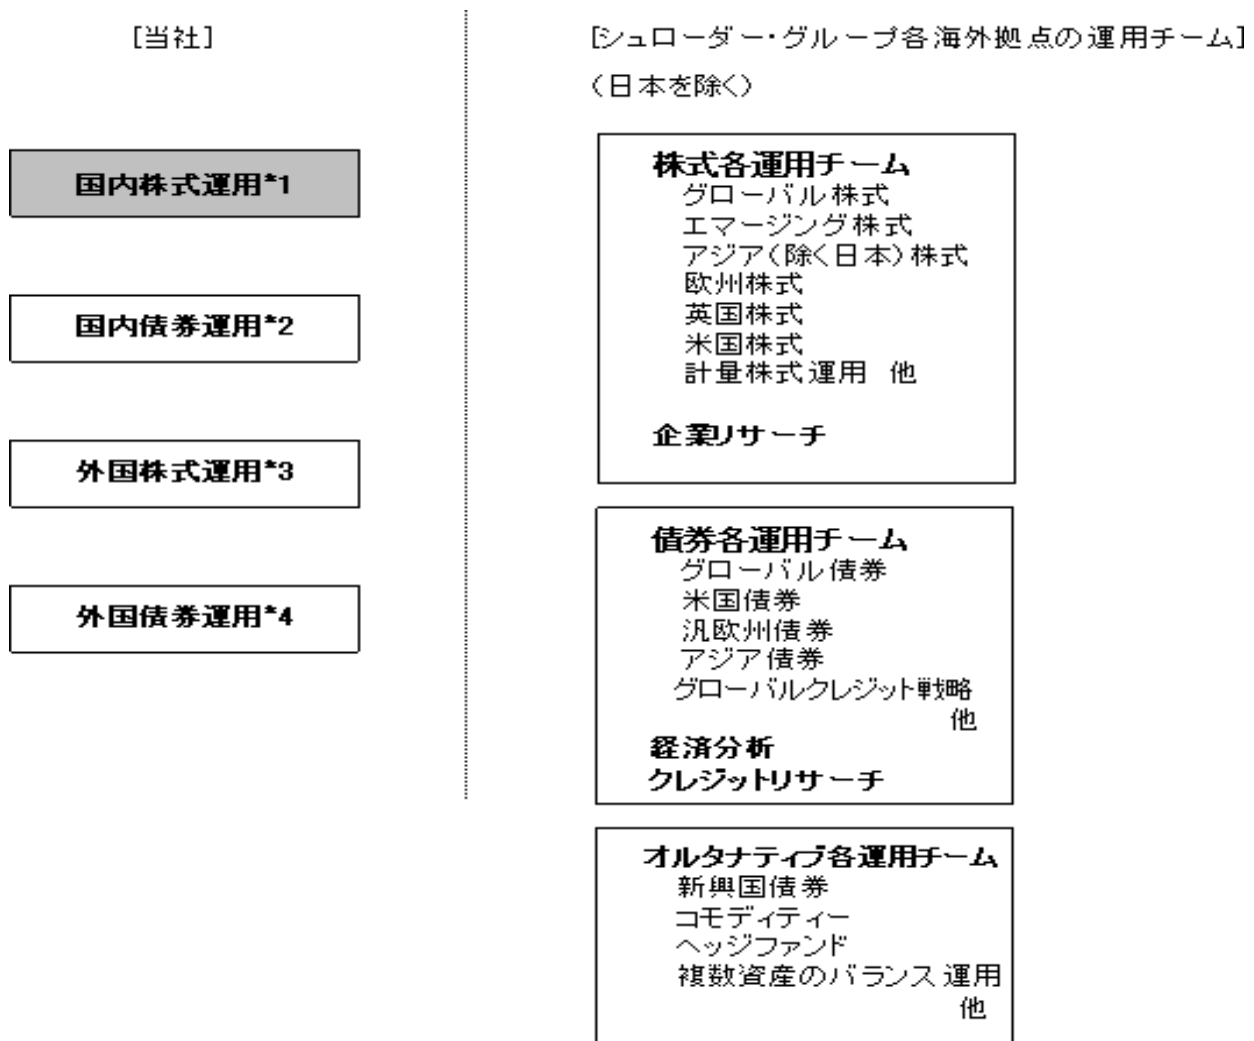 [当社]
国内株式運用*1
国内債券運用*2
外国株式運用*3
外国債券運用*4
[シュローダー・グループ各海外拠点の運用チーム]
(日本を除く)
株式各運用チーム
グローバル株式
エマージング株式
アジア(除く日本)株式
欧州株式
英国株式
米国株式
計量株式運用 他
企業リサーチ
債券各運用チーム
グローバル債券
米国債券
汎欧州債券
アジア債券
グローバルクレジット戦略
他
経済分析
クレジットリサーチ
オルタナティブ各運用チーム
新興国債券
コモディティー
ヘッジファンド
複数資産のバランス運用
他